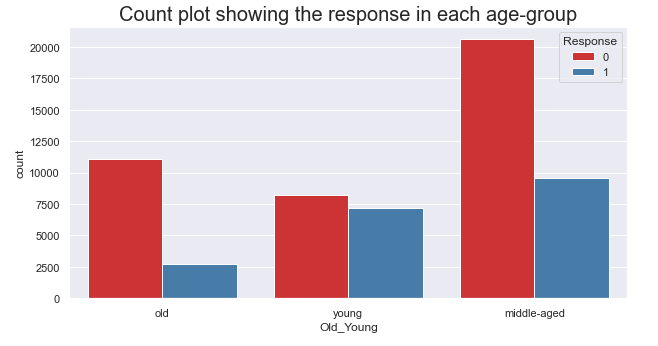 Count plot showing the response in each age-group
Response
0
1
20000
17500
15000
12500
10000
7500
5000
2500
0
count
old
young
middle-aged
Old_Young